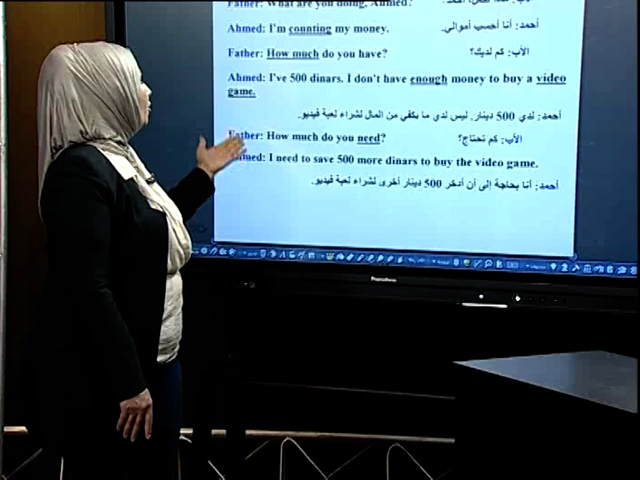 Father: What are you doing, Ahmed?
Ahmed: I'm counting my money. أحمد: أنا أحسب أموالي.
Father: How much do you have? الأب: كم لديك؟
Ahmed: I've 500 dinars. I don't have enough money to buy a video
game.
أحمد: لدي 500 دينار. ليس لدي ما يكفي من المال لشراء لعبة فيديو.
Father: How much do you need? الأب: كم تحتاج؟
Ahmed: I need to save 500 more dinars to buy the video game.
أحمد: أنا بحاجة إلى أن أدخر 500 دينار أخرى لشراء لعبة فيديو.
Promethean